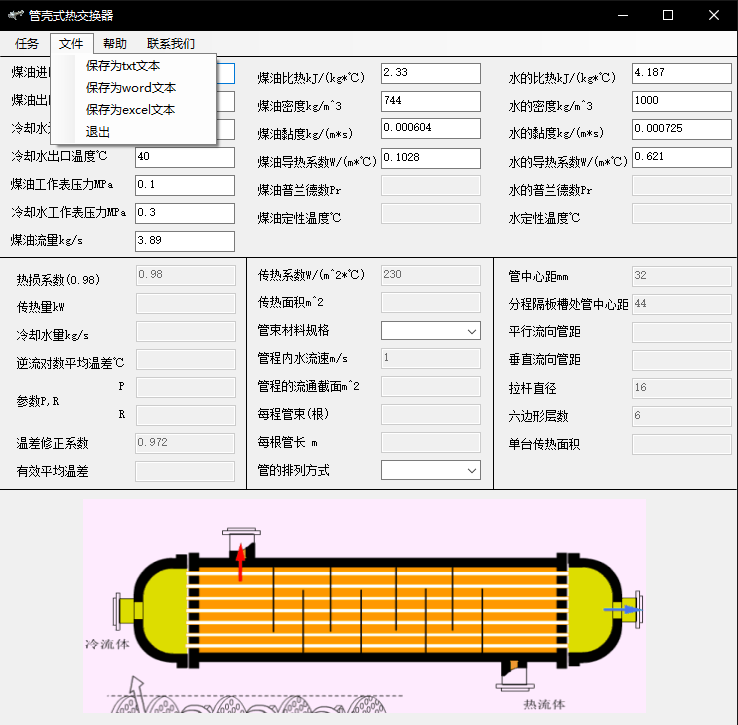 管壳式热交换器
任务 文件 帮助 联系我们
保存为txt文本
保存为word文本
保存为excel文本
退出
煤油进
煤油出
冷却水
冷却水出口温度℃ 40
煤油工作表压力MPa 0.1
冷却水工作表压力MPa 0.3
煤油流量kg/s 3.89
煤油比热kJ/(kg*℃) 2.33
煤油密度kg/m^3 744
煤油黏度kg/(m*s) 0.000604
煤油导热系数W/(m*℃) 0.1028
煤油普兰德数Pr
煤油定性温度℃
水的比热kJ/(kg*℃) 4.187
水的密度kg/m^3 1000
水的黏度kg/(m*s) 0.000725
水的导热系数W/(m*℃) 0.621
水的普兰德数Pr
水定性温度℃
热损系数(0.98) 0.98
传热量kW
冷却水量kg/s
逆流对数平均温差℃
P
参数P,R
R
温差修正系数 0.972
有效平均温差
传热系数W/(m^2*℃) 230
传热面积m^2
管束材料规格
管程内水流速m/s 1
管程的流通截面m^2
每程管束(根)
每根管长 m
管的排列方式
管中心距mm 32
分程隔板槽处管中心距 44
平行流向管距
垂直流向管距
拉杆直径 16
六边形层数 6
单台传热面积
冷流体
热流体